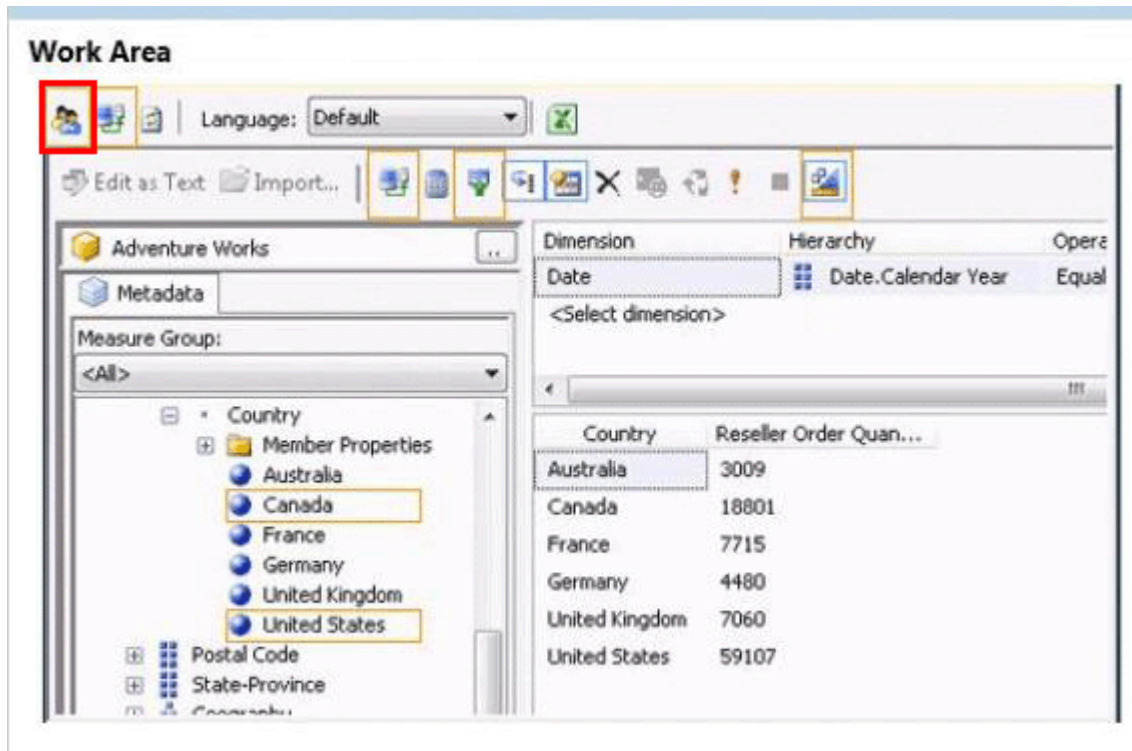 Work Area
Language: Default
Edit as Text Import...
Adventure Works
..
Metadata
Measure Group:
<All>
Country
Member Properties
Australia
Canada
France
Germany
United Kingdom
United States
Postal Code
State-Province
Dimension Hierarchy Opera
Date Date.Calendar Year Equal
<Select dimension>
Country Reseller Order Quan...
Australia 3009
Canada 18801
France 7715
Germany 4480
United Kingdom 7060
United States 59107